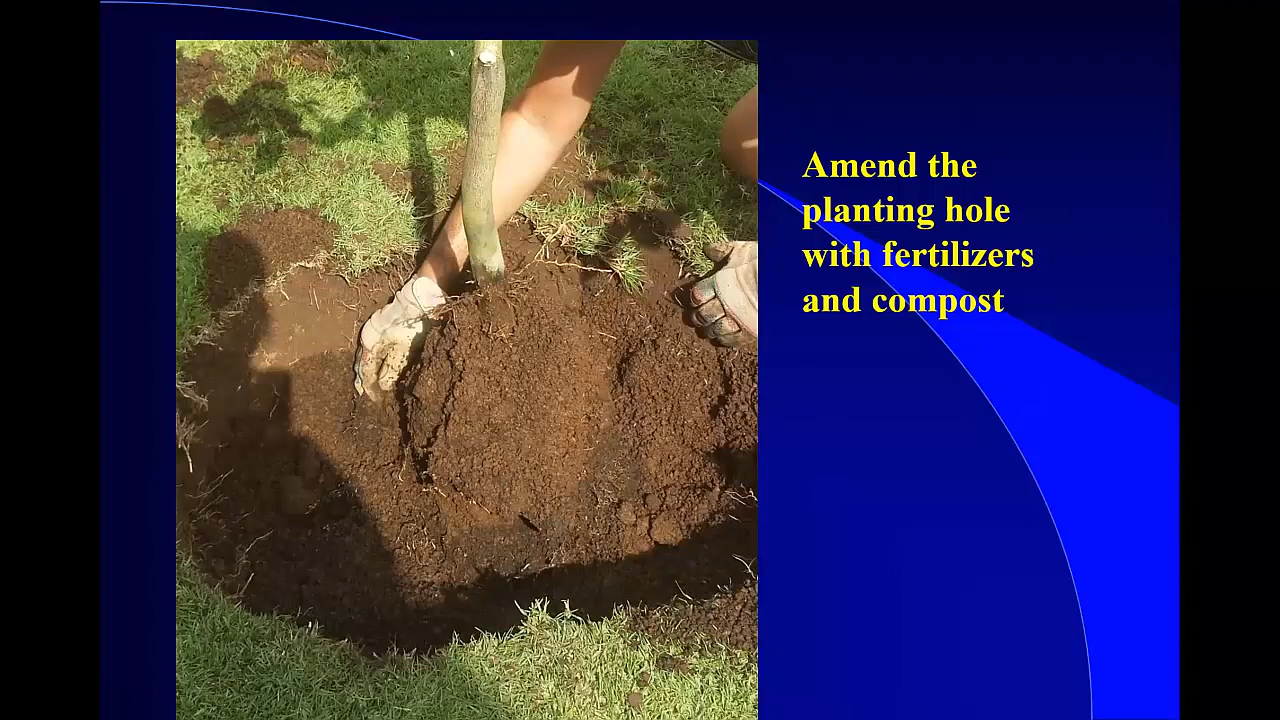 Amend the
planting hole
with fertilizers
and compost